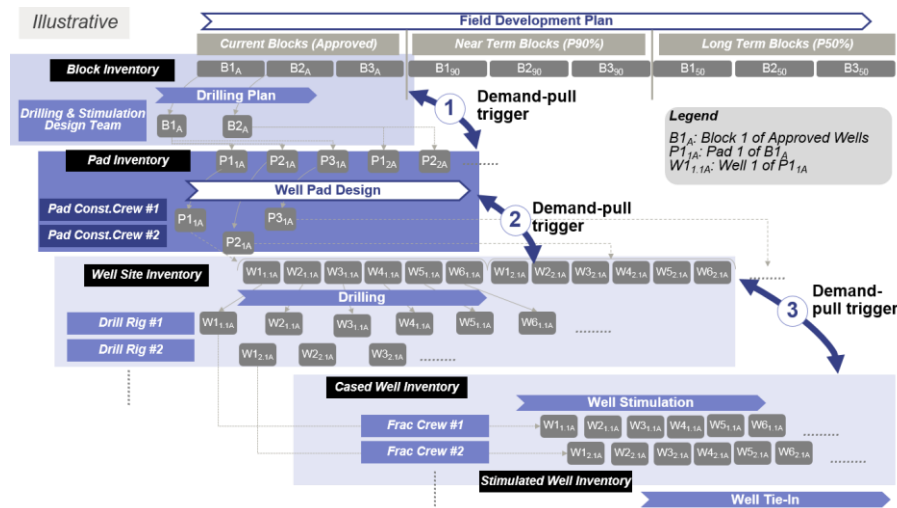 Illustrative
Field Development Plan
Current Blocks (Approved)
Near Term Blocks (P90%)
Long Term Blocks (P50%)
Block Inventory
B1A B2A B3A B190 B290 B390 B150 B250 B350
Drilling Plan
Drilling & Stimulation
Design Team
B1A B2A
1
Demand-pull
trigger
Legend
B1A: Block 1 of Approved Wells
P11A: Pad 1 of B1A
W11.1A: Well 1 of P11A
Pad Inventory
P11A P21A P31A P12A P22A ........
Well Pad Design
Pad Const.Crew #1
P11A P31A
Pad Const.Crew #2
P21A
2
Demand-pull
trigger
Well Site Inventory
W11.1A W21.1A W31.1A W41.1A W51.1A W61.1A W12.1A W22.1A W32.1A W42.1A W52.1A W62.1A ........
Drilling
3
Demand-
pull trigger
Drill Rig #1
W11.1A W21.1A W31.1A W41.1A W51.1A W61.1A ........
Drill Rig #2
W12.1A W22.1A W32.1A ........
Cased Well Inventory
Well Stimulation
Frac Crew #1
W11.1A W21.1A W31.1A W41.1A W51.1A W61.1A ........
Frac Crew #2
W12.1A W22.1A W32.1A W42.1A W52.1A W62.1A ........
Stimulated Well Inventory
Well Tie-In